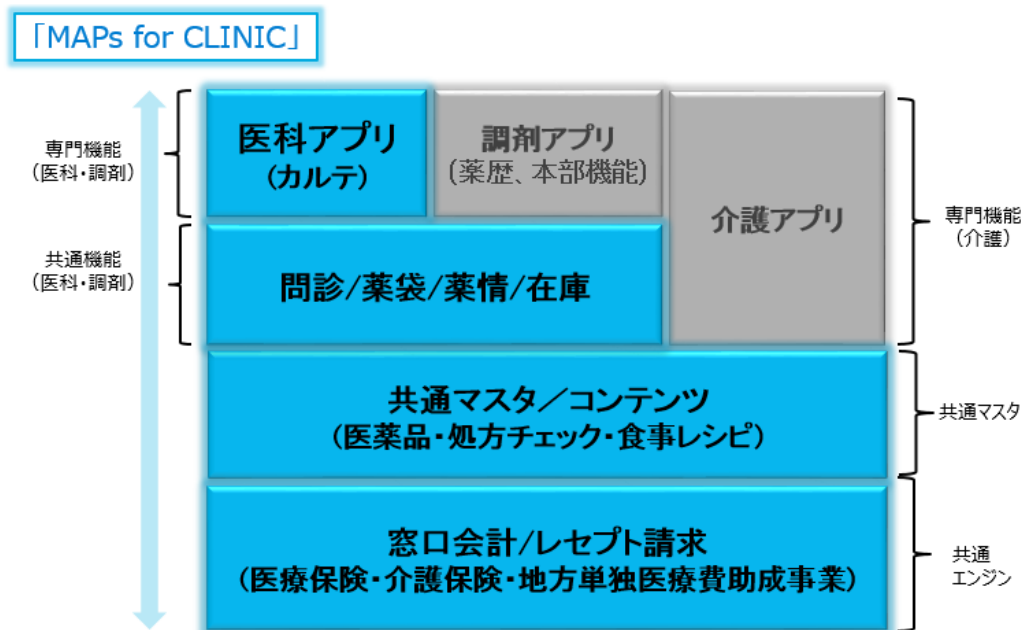 「MAPs for CLINIC」
専門機能
(医科・調剤)
医科アプリ
(カルテ)
調剤アプリ
(薬歴、本部機能)
介護アプリ
専門機能
(介護)
共通機能
(医科・調剤)
問診/薬袋/薬情/在庫
共通マスタ／コンテンツ
(医薬品・処方チェック・食事レシピ)
共通マスタ
窓口会計/レセプト請求
(医療保険・介護保険・地方単独医療費助成事業)
共通
エンジン